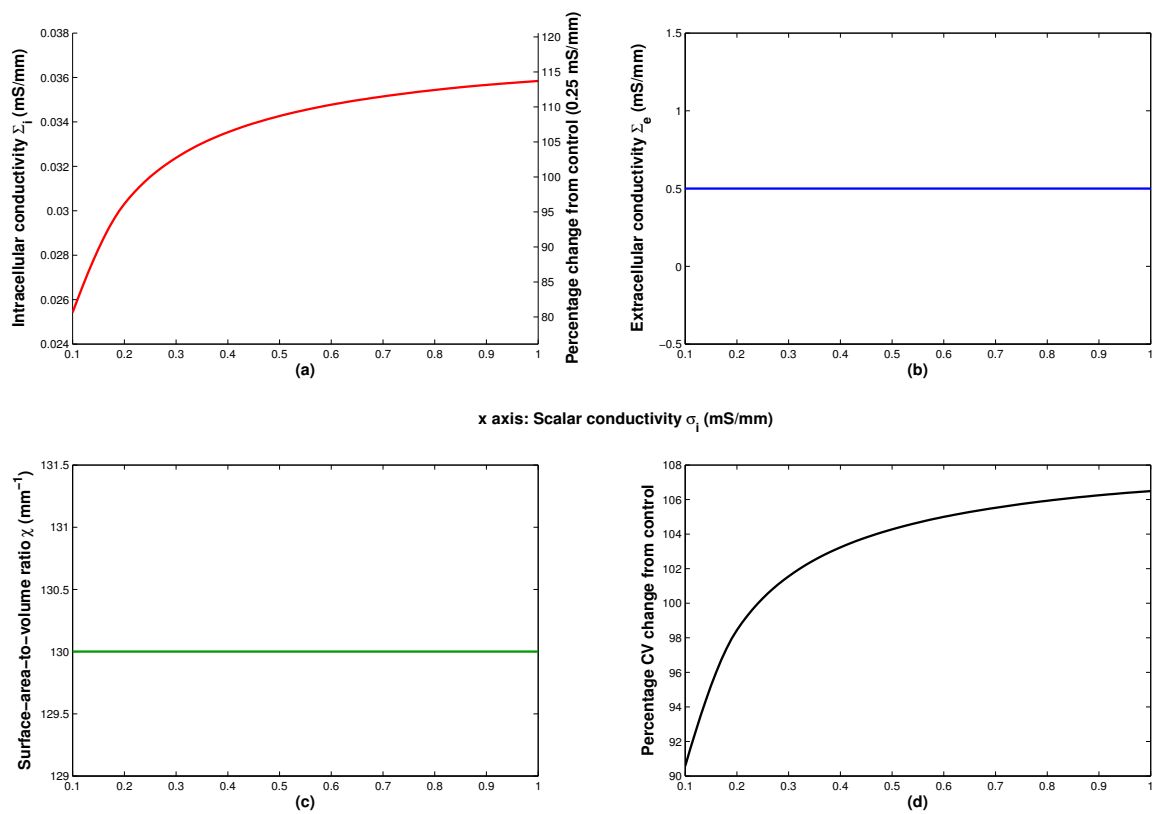 0.038
0.036
0.034
0.032
0.03
0.028
0.026
0.024
Intracellular conductivity Σi (mS/mm)
120
115
110
105
100
95
90
85
80
Percentage change from control (0.25 mS/mm)
0.1 0.2 0.3 0.4 0.5 0.6 0.7 0.8 0.9 1
(a)
1.5
1
0.5
0
−0.5
Extracellular conductivity Σe (mS/mm)
0.1 0.2 0.3 0.4 0.5 0.6 0.7 0.8 0.9 1
(b)
x axis: Scalar conductivity σi (mS/mm)
131.5
131
130.5
130
129.5
129
Surface−area−to−volume ratio χ (mm−1)
0.1 0.2 0.3 0.4 0.5 0.6 0.7 0.8 0.9 1
(c)
108
106
104
102
100
98
96
94
92
90
Percentage CV change from control
0.1 0.2 0.3 0.4 0.5 0.6 0.7 0.8 0.9 1
(d)